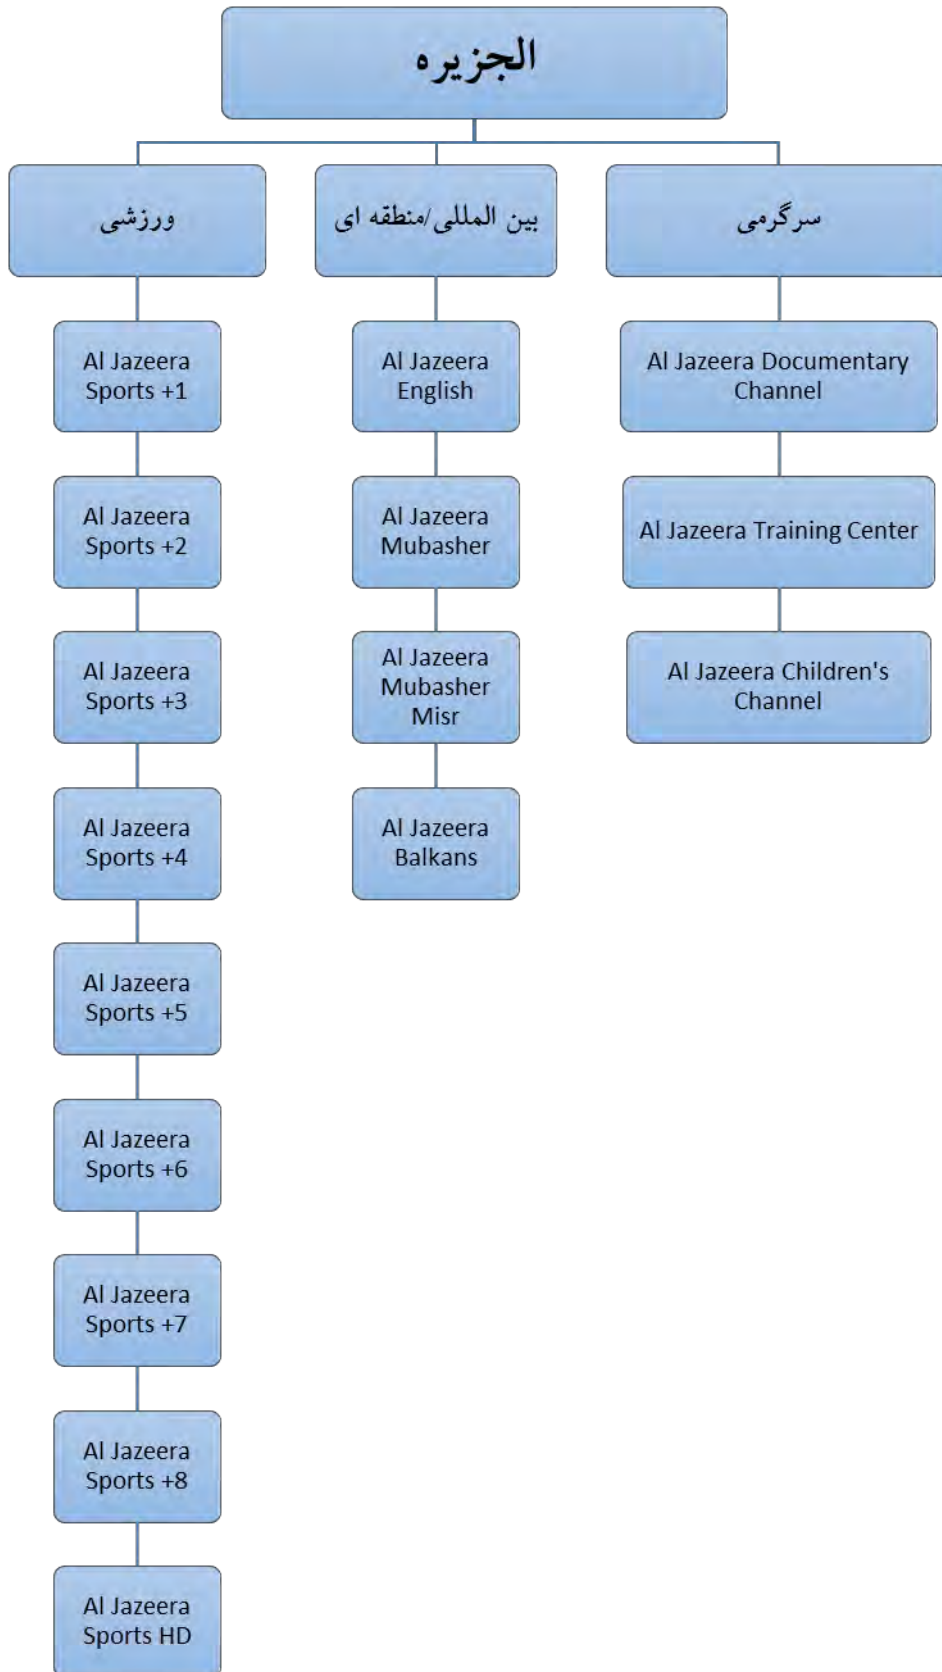 الجزیره
ورزشی
بین المللی/منطقه ای
سرگرمی
Al Jazeera
Sports +1
Al Jazeera
Sports +2
Al Jazeera
Sports +3
Al Jazeera
Sports +4
Al Jazeera
Sports +5
Al Jazeera
Sports +6
Al Jazeera
Sports +7
Al Jazeera
Sports +8
Al Jazeera
Sports HD
Al Jazeera
English
Al Jazeera
Mubasher
Al Jazeera
Mubasher
Misr
Al Jazeera
Balkans
Al Jazeera Documentary
Channel
Al Jazeera Training Center
Al Jazeera Children's
Channel